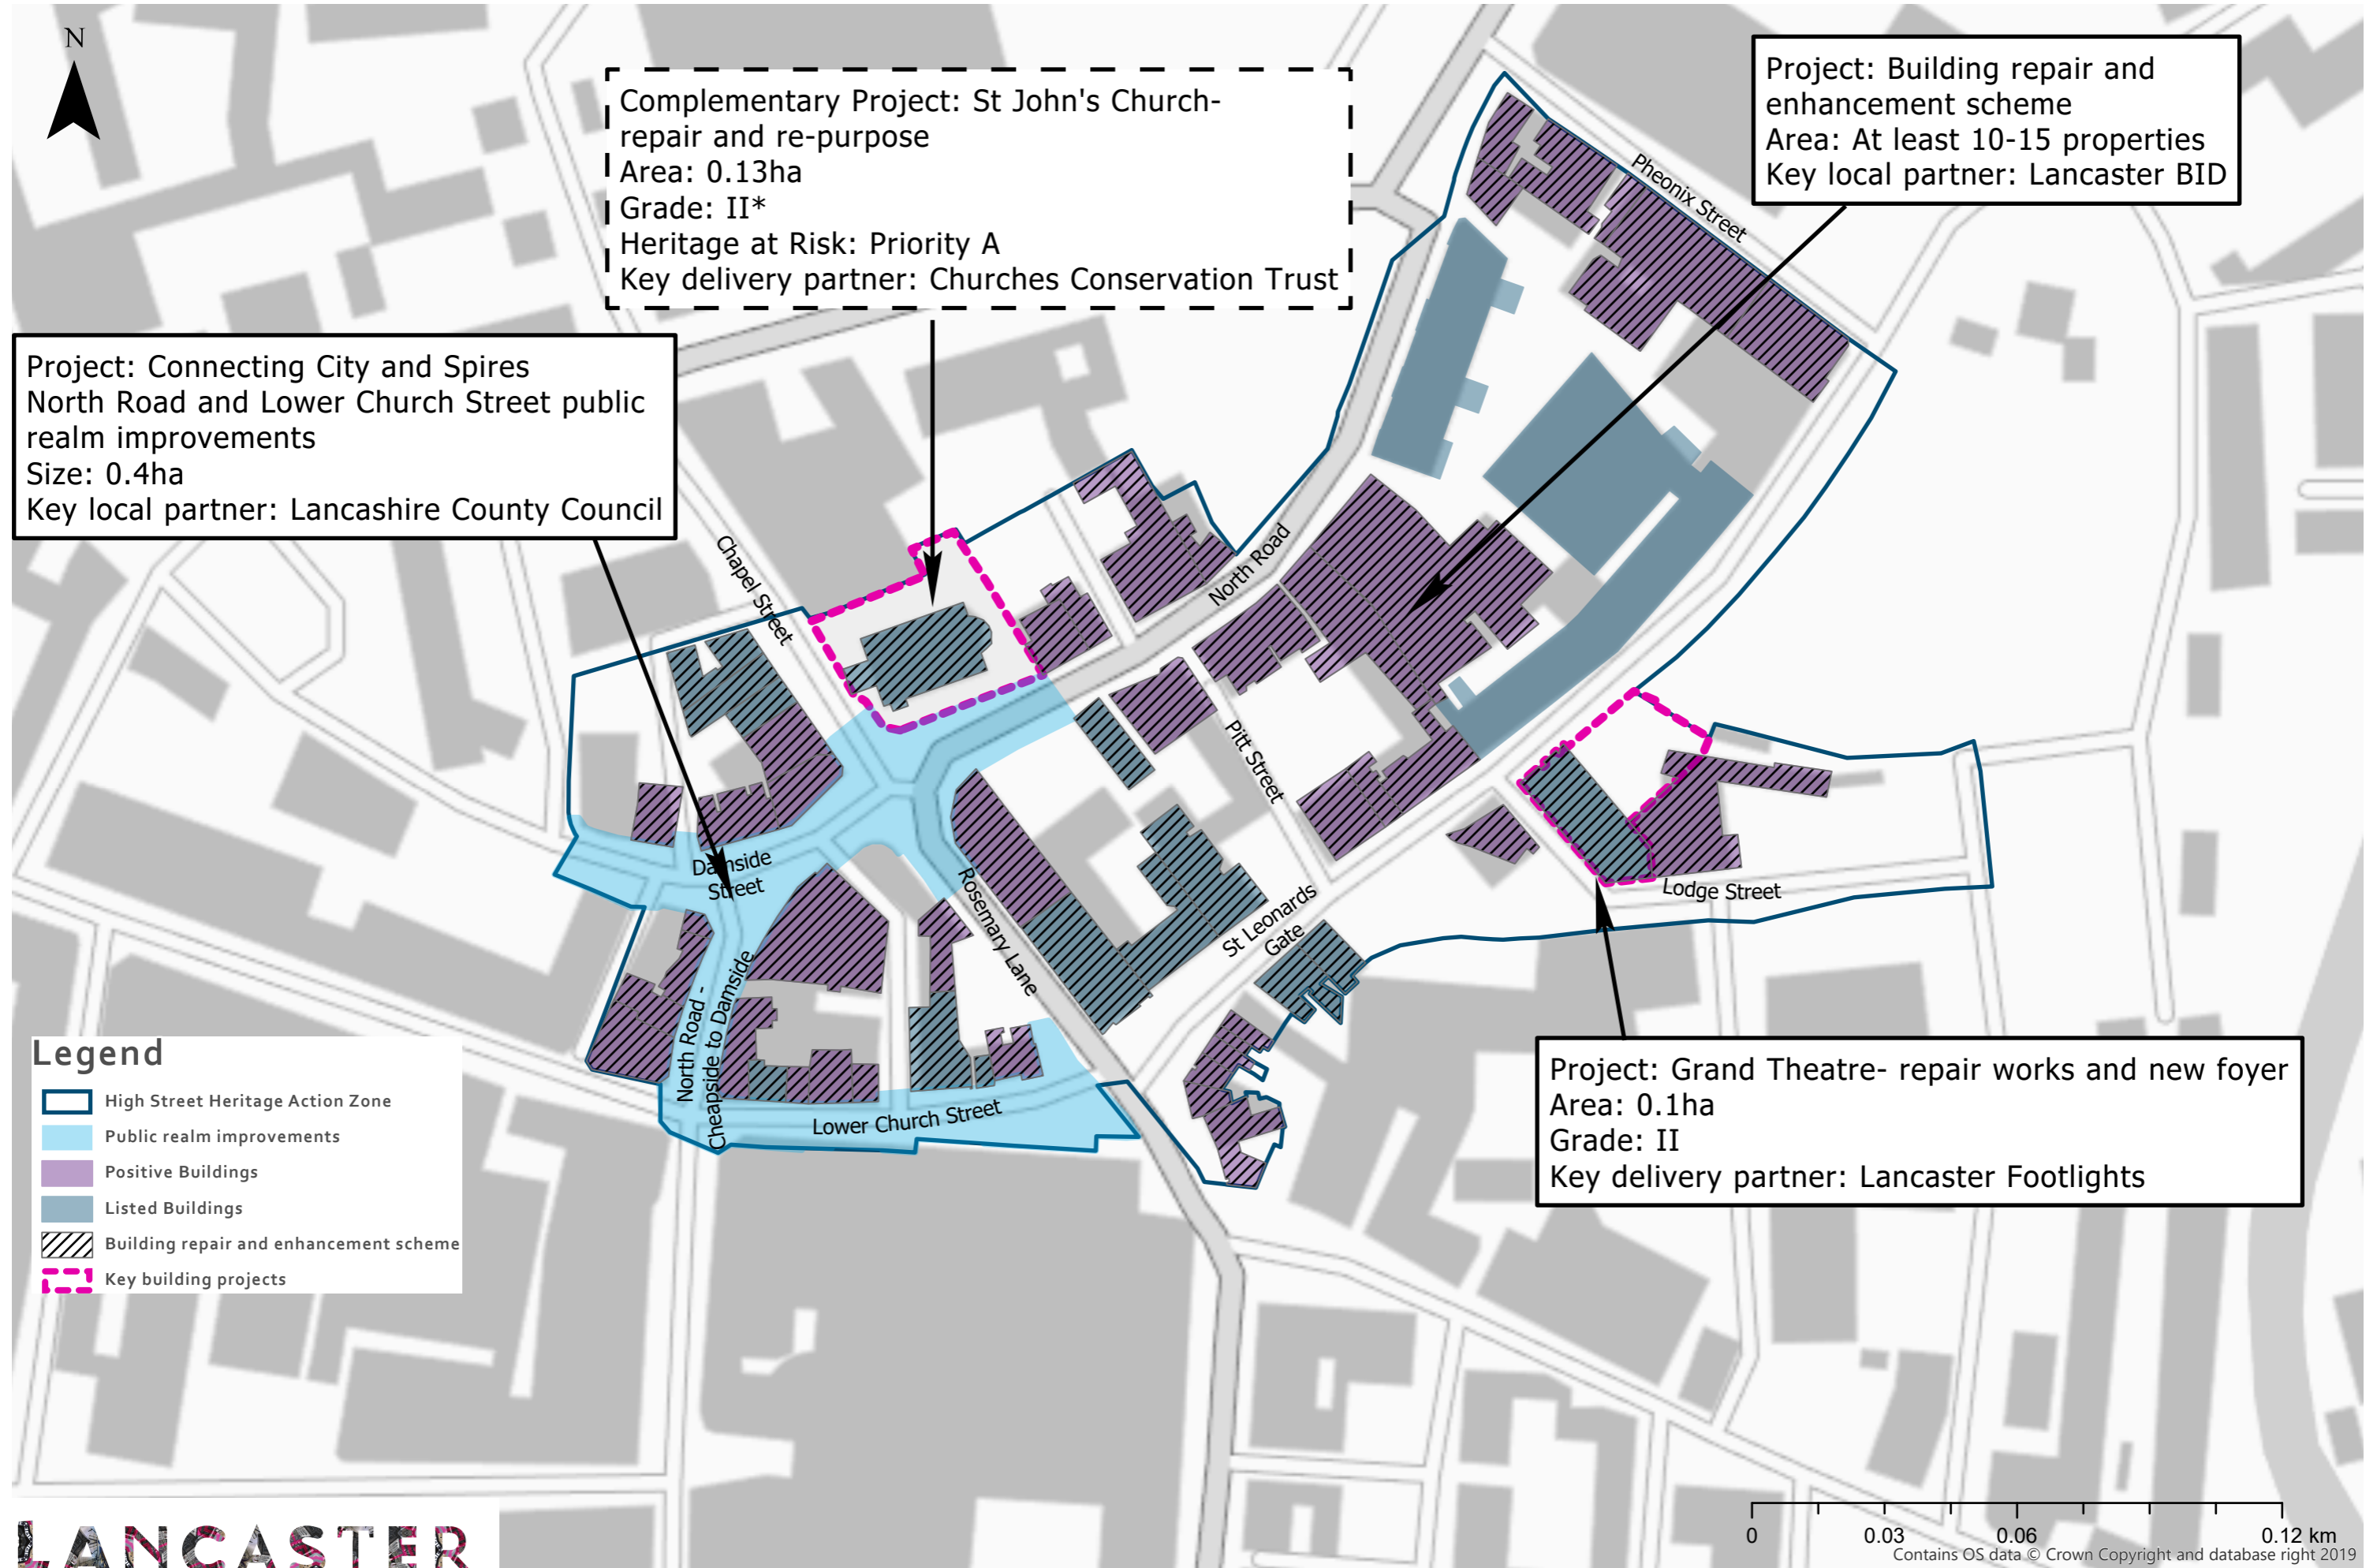 N
Complementary Project: St John's Church-
repair and re-purpose
Area: 0.13ha
Grade: II*
Heritage at Risk: Priority A
Key delivery partner: Churches Conservation Trust
Project: Building repair and
enhancement scheme
Area: At least 10-15 properties
Key local partner: Lancaster BID
Project: Connecting City and Spires
North Road and Lower Church Street public
realm improvements
Size: 0.4ha
Key local partner: Lancashire County Council
Pheonix Street
Chapel Street
North Road
Pitt Street
Damside
Street
Rosemary Lane
St Leonards
Gate
Lodge Street
North Road -
Cheapside to Damside
Lower Church Street
Project: Grand Theatre- repair works and new foyer
Area: 0.1ha
Grade: II
Key delivery partner: Lancaster Footlights
Legend
High Street Heritage Action Zone
Public realm improvements
Positive Buildings
Listed Buildings
Building repair and enhancement scheme
Key building projects
LANCASTER
0 0.03 0.06 0.12 km
Contains OS data © Crown Copyright and database right 2019